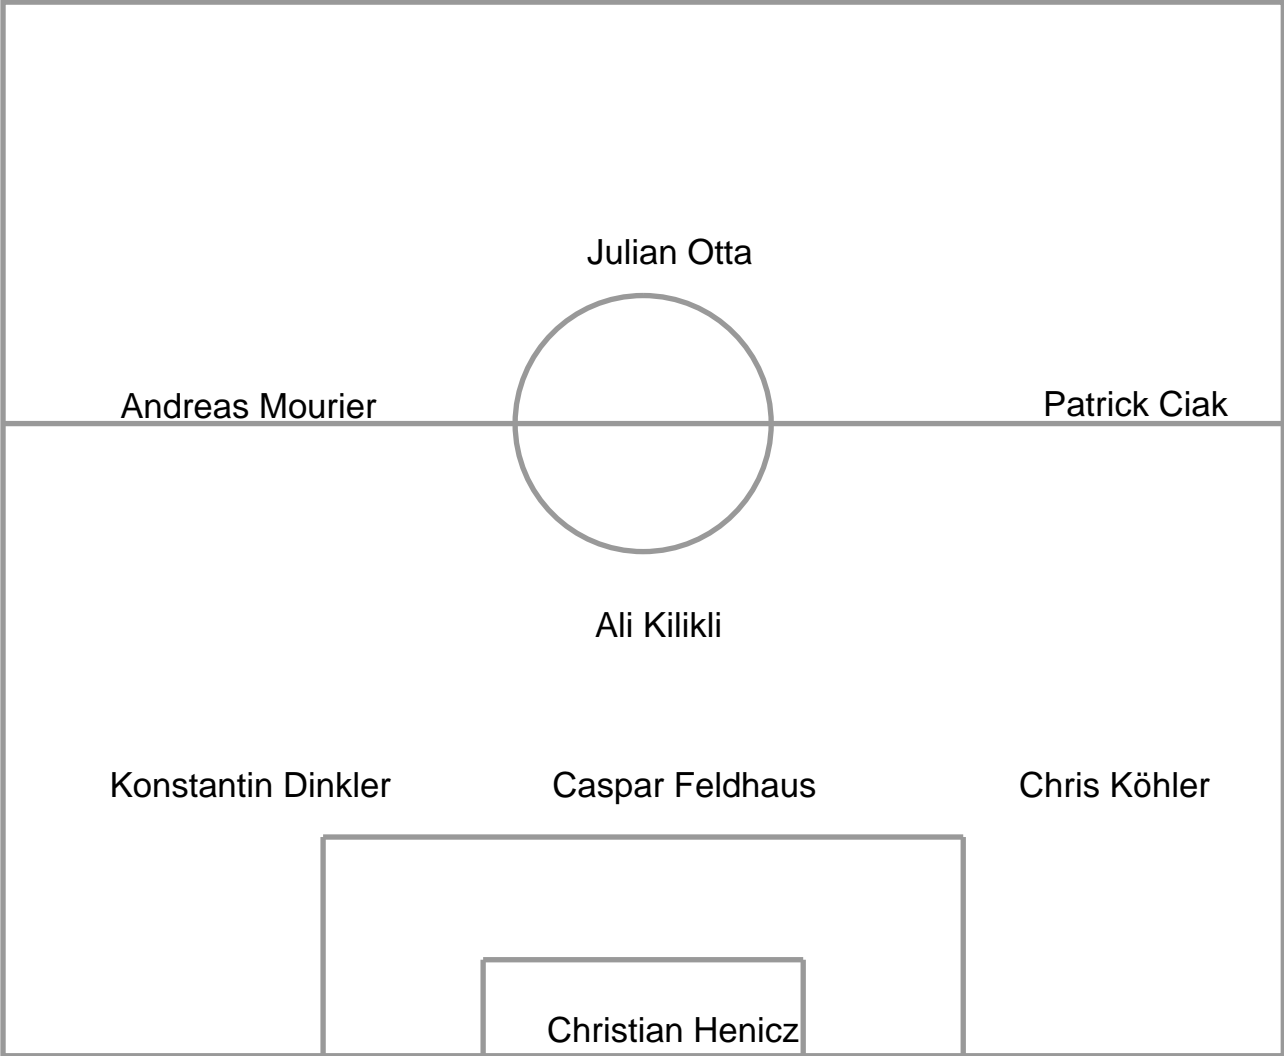 Julian Otta
Andreas Mourier
Patrick Ciak
Ali Kilikli
Konstantin Dinkler
Caspar Feldhaus
Chris Köhler
Christian Henicz